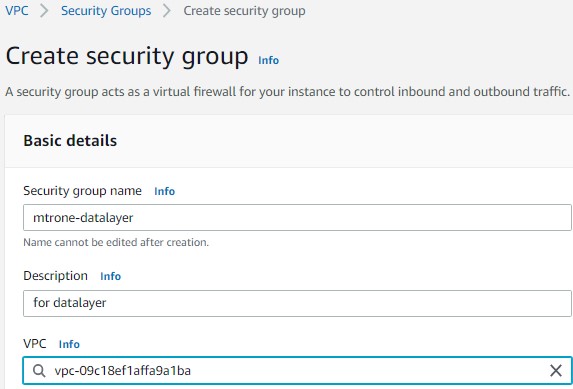 VPC > Security Groups > Create security group
Create security group Info
A security group acts as a virtual firewall for your instance to control inbound and outbound traffic.
Basic details
Security group name Info
mtrone-datalayer
Name cannot be edited after creation.
Description Info
for datalayer
VPC Info
vpc-09c18ef1affa9a1ba